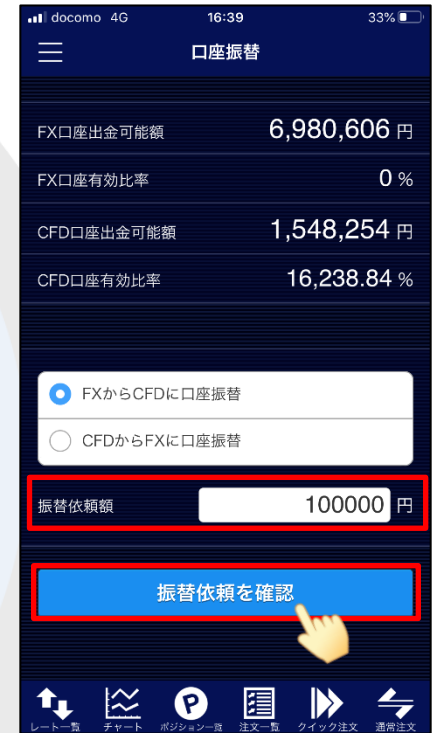 docomo 4G 16:39 33%
口座振替
FX口座出金可能額 6,980,606 円
FX口座有効比率 0 %
CFD口座出金可能額 1,548,254 円
CFD口座有効比率 16,238.84 %
FXからCFDに口座振替
CFDからFXに口座振替
振替依頼額 100000 円
振替依頼を確認
P
レート一覧 チャート ポジション一覧 注文一覧 クイック注文 通常注文